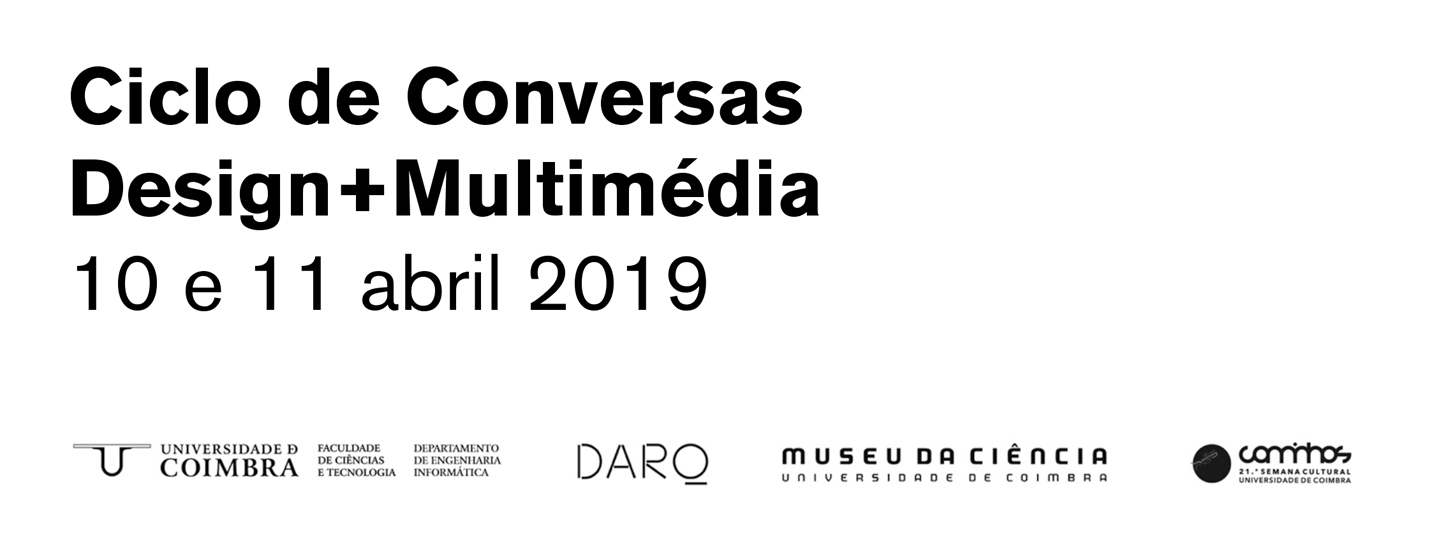 Ciclo de Conversas
Design+Multimédia
10 e 11 abril 2019
UNIVERSIDADE Ð
COIMBRA
FACULDADE
DE CIÊNCIAS
E TECNOLOGIA
DEPARTAMENTO
DE ENGENHARIA
INFORMÁTICA
DARQ
MUSEU DA CIÊNCIA
UNIVERSIDADE DE COIMBRA
caminhos
21.ª SEMANA CULTURAL
UNIVERSIDADE DE COIMBRA